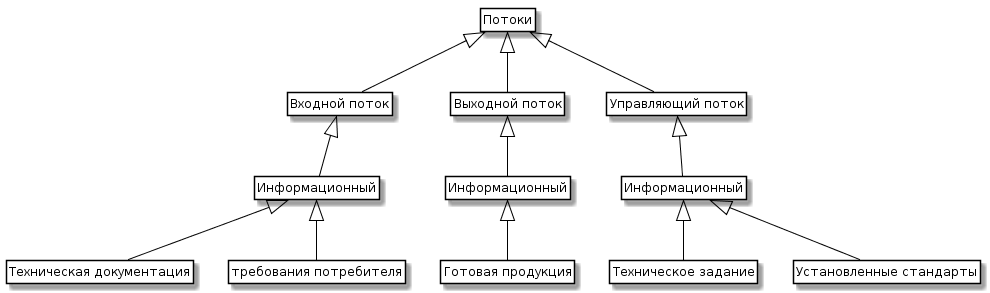 Потоки
Входной поток
Выходной поток
Управляющий поток
Информационный
Информационный
Информационный
Техническая документация
требования потребителя
Готовая продукция
Техническое задание
Установленные стандарты